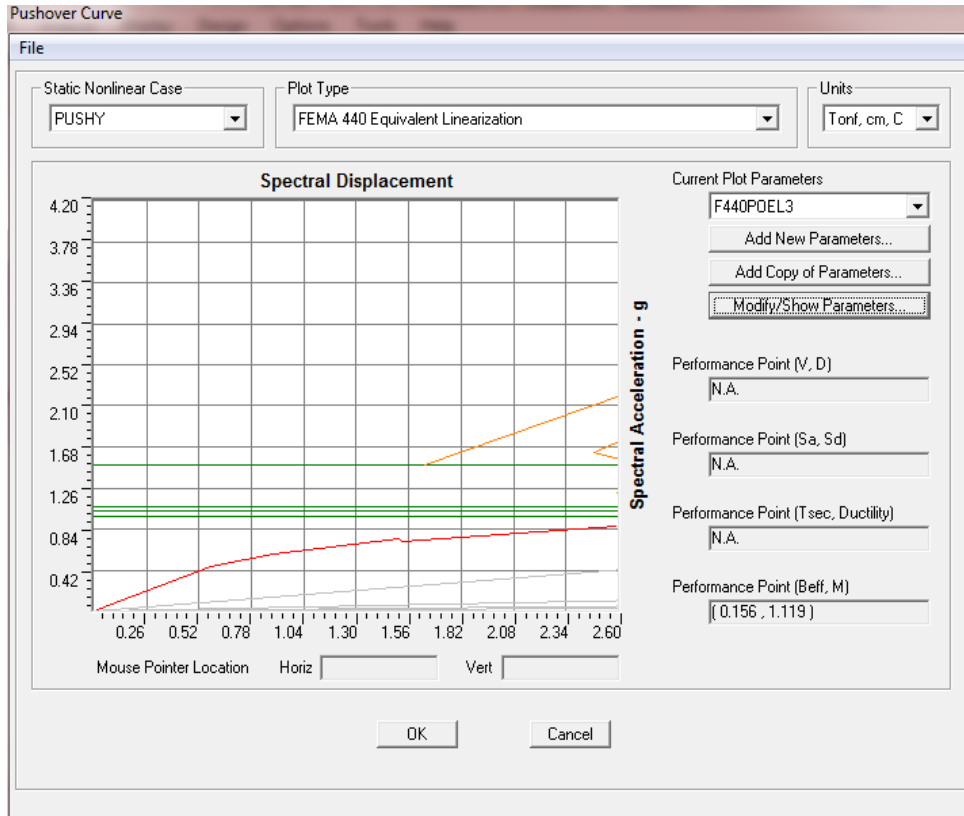 Pushover Curve
Display Design Options Tools Help
File
Static Nonlinear Case
Plot Type
Units
PUSHY
FEMA 440 Equivalent Linearization
Tonf, cm, C
Spectral Displacement
Current Plot Parameters
F440POEL3
Add New Parameters...
Add Copy of Parameters...
Modify/Show Parameters...
4.20
3.78
3.36
2.94
2.52
2.10
1.68
1.26
0.84
0.42
Spectral Acceleration - g
Performance Point (V, D)
N.A.
Performance Point (Sa, Sd)
N.A.
Performance Point (Tsec, Ductility)
N.A.
Performance Point (Beff, M)
( 0.156 , 1.119 )
0.26 0.52 0.78 1.04 1.30 1.56 1.82 2.08 2.34 2.60
Mouse Pointer Location Horiz Vert
OK
Cancel